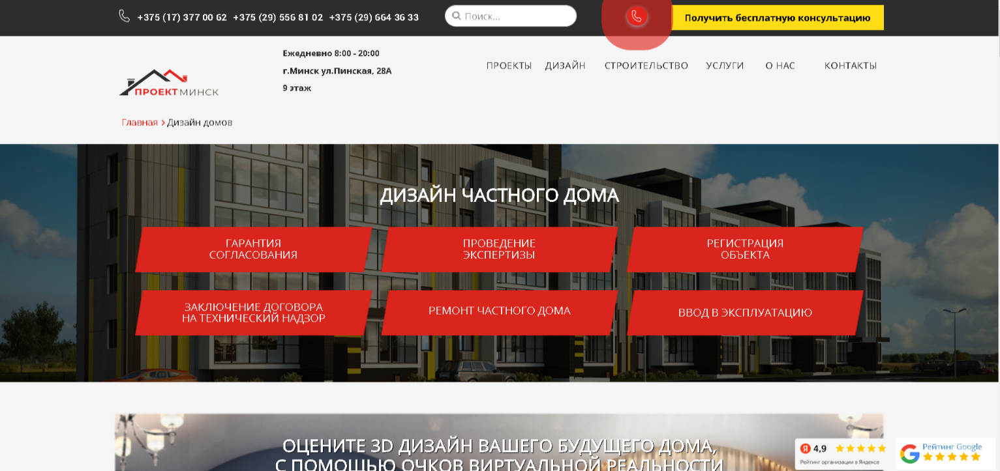 +375 (17) 377 00 62 +375 (29) 556 81 02 +375 (29) 664 36 33
Поиск...
Получить бесплатную консультацию
Ежедневно 8:00 - 20:00
г.Минск ул.Пинская, 28А
9 этаж
ПРОЕКТЫ ДИЗАЙН СТРОИТЕЛЬСТВО УСЛУГИ О НАС КОНТАКТЫ
ПРОЕКТМИНСК
Главная > Дизайн домов
ДИЗАЙН ЧАСТНОГО ДОМА
ГАРАНТИЯ
СОГЛАСОВАНИЯ
ПРОВЕДЕНИЕ
ЭКСПЕРТИЗЫ
РЕГИСТРАЦИЯ
ОБЪЕКТА
ЗАКЛЮЧЕНИЕ ДОГОВОРА
НА ТЕХНИЧЕСКИЙ НАДЗОР
РЕМОНТ ЧАСТНОГО ДОМА
ВВОД В ЭКСПЛУАТАЦИЮ
ОЦЕНИТЕ 3D ДИЗАЙН ВАШЕГО БУДУЩЕГО ДОМА,
С ПОМОЩЬЮ ОЧКОВ ВИРТУАЛЬНОЙ РЕАЛЬНОСТИ
Я 4,9
Рейтинг организации в Яндексе
Рейтинг Google